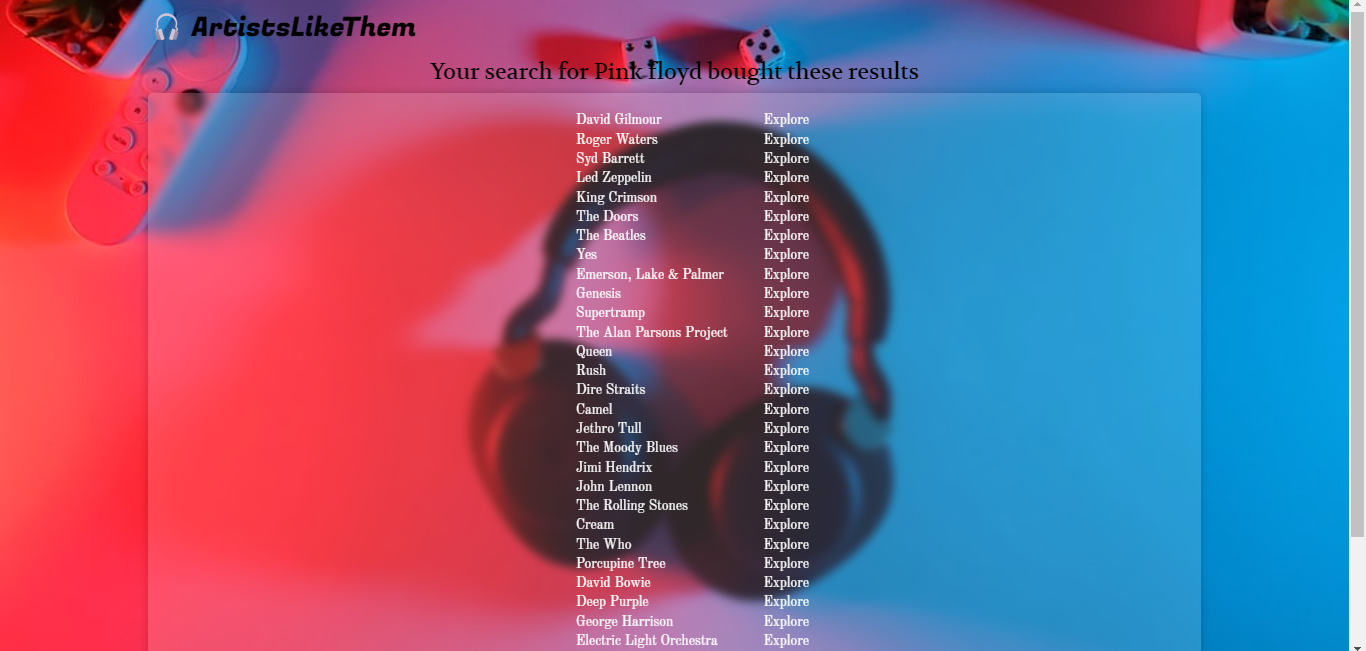 ArtistsLikeThem
Your search for Pink floyd bought these results
David Gilmour Explore
Roger Waters Explore
Syd Barrett Explore
Led Zeppelin Explore
King Crimson Explore
The Doors Explore
The Beatles Explore
Yes Explore
Emerson, Lake & Palmer Explore
Genesis Explore
Supertramp Explore
The Alan Parsons Project Explore
Queen Explore
Rush Explore
Dire Straits Explore
Camel Explore
Jethro Tull Explore
The Moody Blues Explore
Jimi Hendrix Explore
John Lennon Explore
The Rolling Stones Explore
Cream Explore
The Who Explore
Porcupine Tree Explore
David Bowie Explore
Deep Purple Explore
George Harrison Explore
Electric Light Orchestra Explore